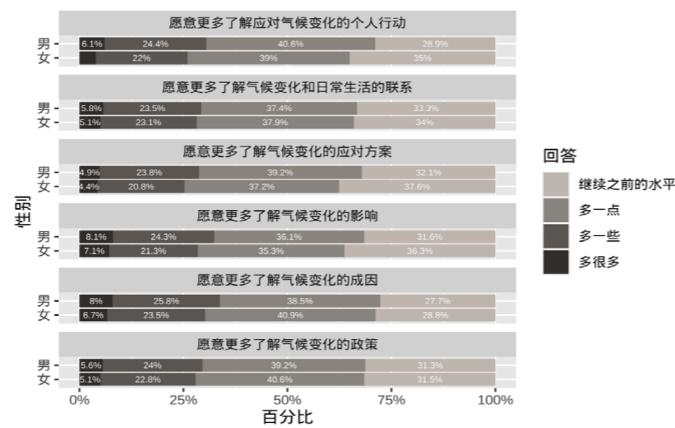 愿意更多了解应对气候变化的个人行动
男 6.1% 24.4% 40.6% 28.9%
女 22% 39% 35%
愿意更多了解气候变化和日常生活的联系
男 5.8% 23.5% 37.4% 33.3%
女 5.1% 23.1% 37.9% 34%
愿意更多了解气候变化的应对方案
男 4.9% 23.8% 39.2% 32.1%
女 4.4% 20.8% 37.2% 37.6%
愿意更多了解气候变化的影响
男 8.1% 24.3% 36.1% 31.6%
女 7.1% 21.3% 35.3% 36.3%
愿意更多了解气候变化的成因
男 8% 25.8% 38.5% 27.7%
女 6.7% 23.5% 40.9% 28.8%
愿意更多了解气候变化的政策
男 5.6% 24% 39.2% 31.3%
女 5.1% 22.8% 40.6% 31.5%
0% 25% 50% 75% 100%
百分比
性别
回答
继续之前的水平
多一点
多一些
多很多